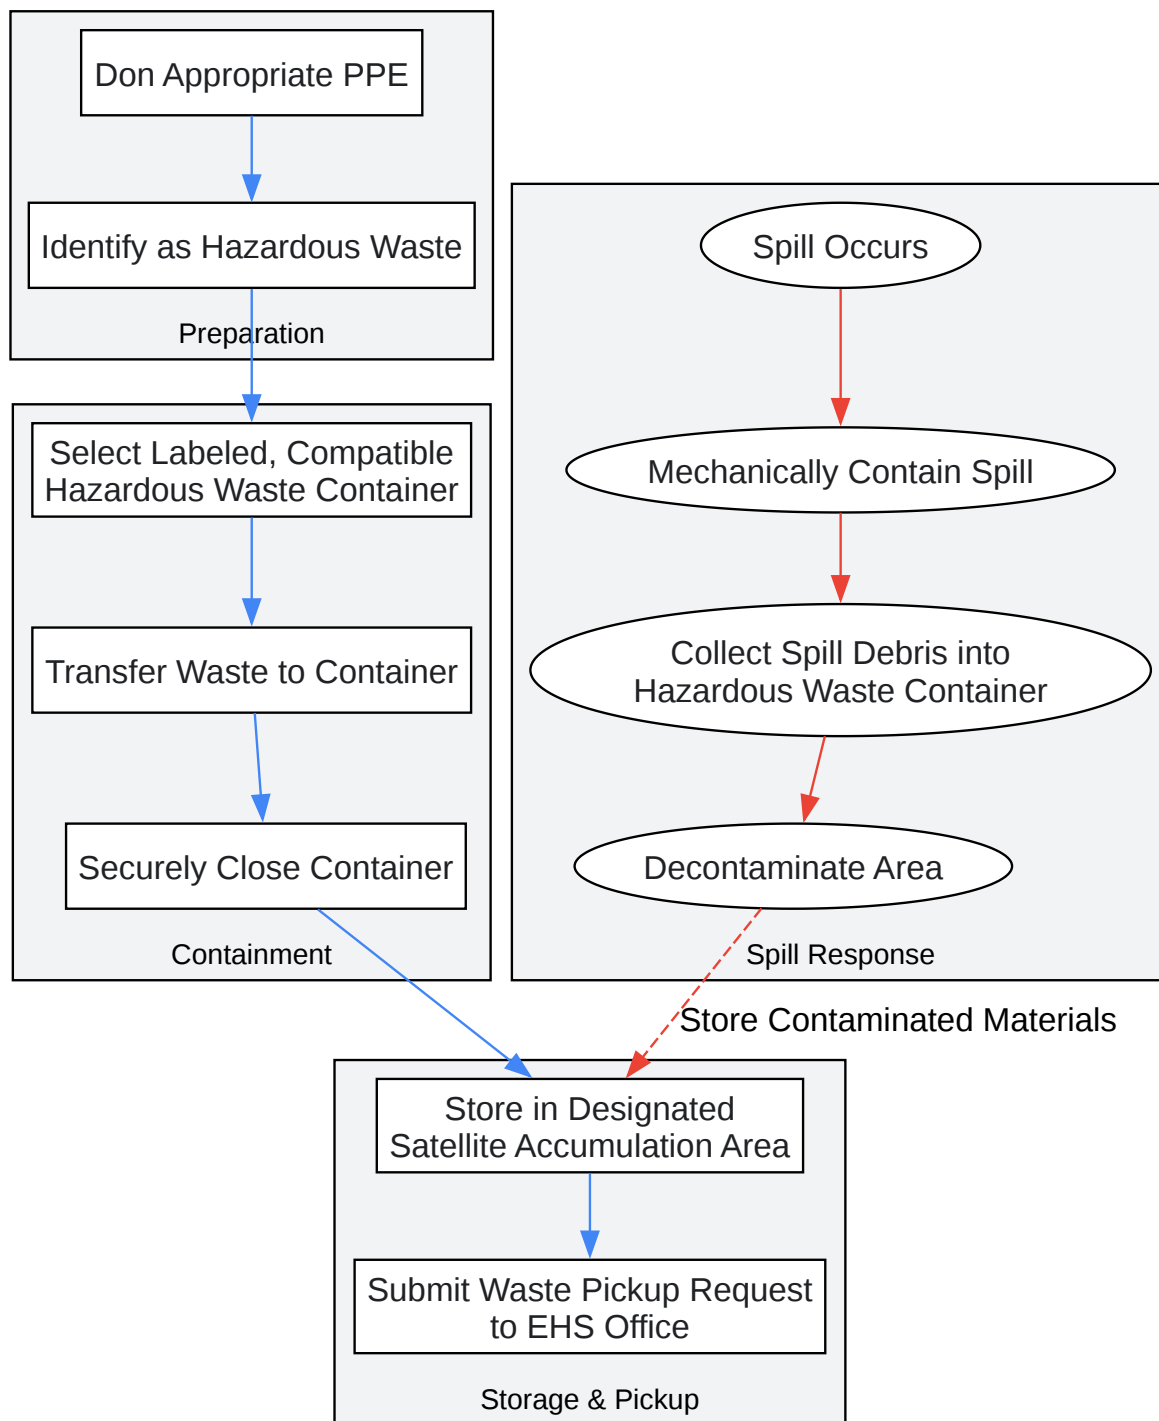 Don Appropriate PPE
Identify as Hazardous Waste
Preparation
Select Labeled, Compatible
Hazardous Waste Container
Transfer Waste to Container
Securely Close Container
Containment
Spill Occurs
Mechanically Contain Spill
Collect Spill Debris into
Hazardous Waste Container
Decontaminate Area
Spill Response
Store Contaminated Materials
Store in Designated
Satellite Accumulation Area
Submit Waste Pickup Request
to EHS Office
Storage & Pickup